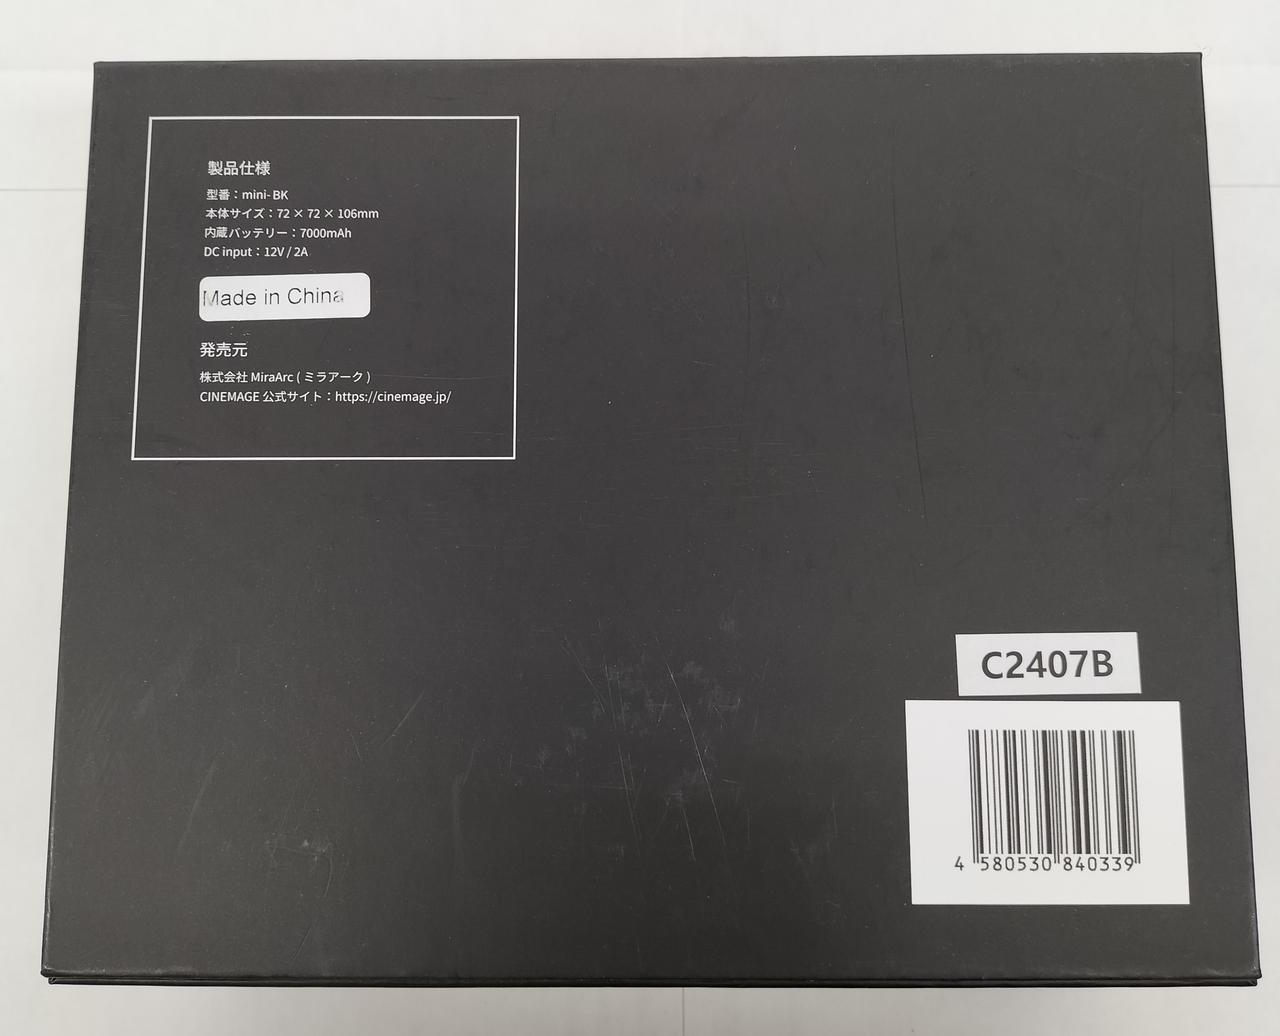 製品仕様
型番：mini-BK
本体サイズ：72 × 72 × 106mm
内蔵バッテリー：7000mAh
DC input：12V / 2A
Made in China
発売元
株式会社 MiraArc ( ミラアーク )
CINEMAGE 公式サイト：https://cinemage.jp/
C2407B
4 580530 840339